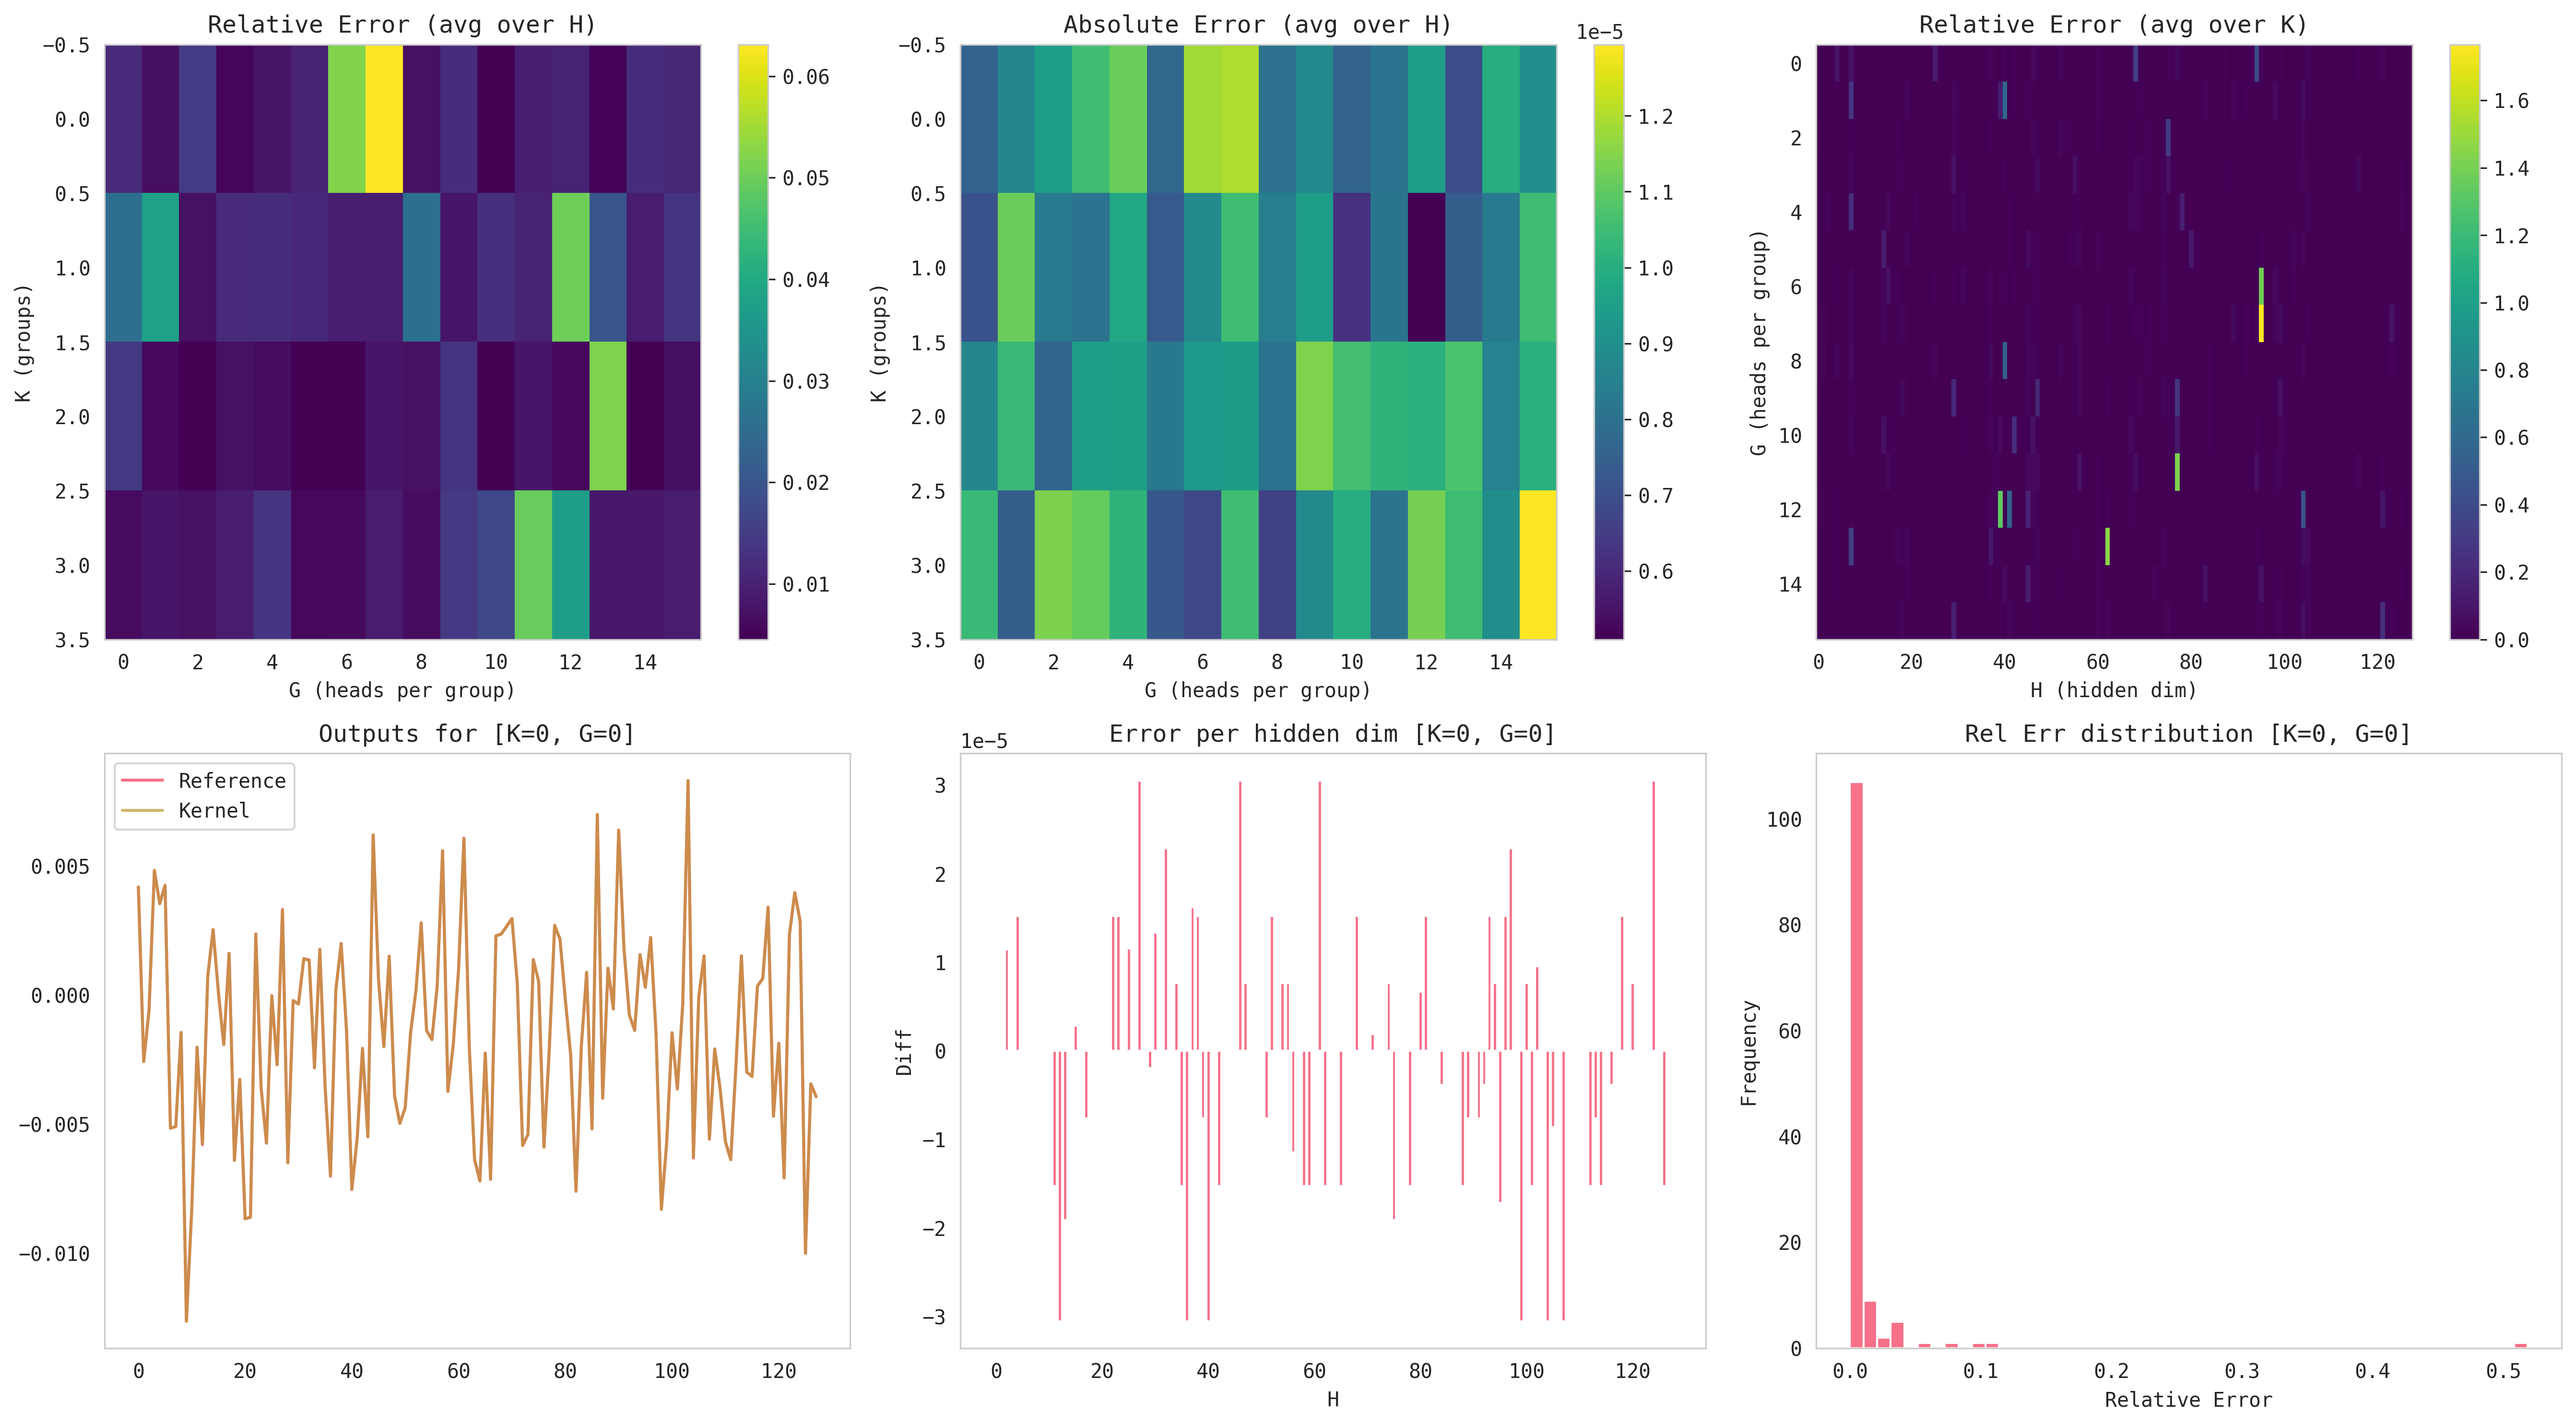 Relative Error (avg over H)
−0.5
0.0
0.5
1.0
1.5
2.0
2.5
3.0
3.5
K (groups)
0 2 4 6 8 10 12 14
G (heads per group)
0.06
0.05
0.04
0.03
0.02
0.01
Absolute Error (avg over H)
1e−5
−0.5
0.0
0.5
1.0
1.5
2.0
2.5
3.0
3.5
K (groups)
0 2 4 6 8 10 12 14
G (heads per group)
1.2
1.1
1.0
0.9
0.8
0.7
0.6
Relative Error (avg over K)
0
2
4
6
8
10
12
14
G (heads per group)
0 20 40 60 80 100 120
H (hidden dim)
1.6
1.4
1.2
1.0
0.8
0.6
0.4
0.2
0.0
Outputs for [K=0, G=0]
Reference
Kernel
0.005
0.000
−0.005
−0.010
0 20 40 60 80 100 120
Error per hidden dim [K=0, G=0]
1e−5
3
2
1
0
−1
−2
−3
Diff
0 20 40 60 80 100 120
H
Rel Err distribution [K=0, G=0]
100
80
60
40
20
0
Frequency
0.0 0.1 0.2 0.3 0.4 0.5
Relative Error